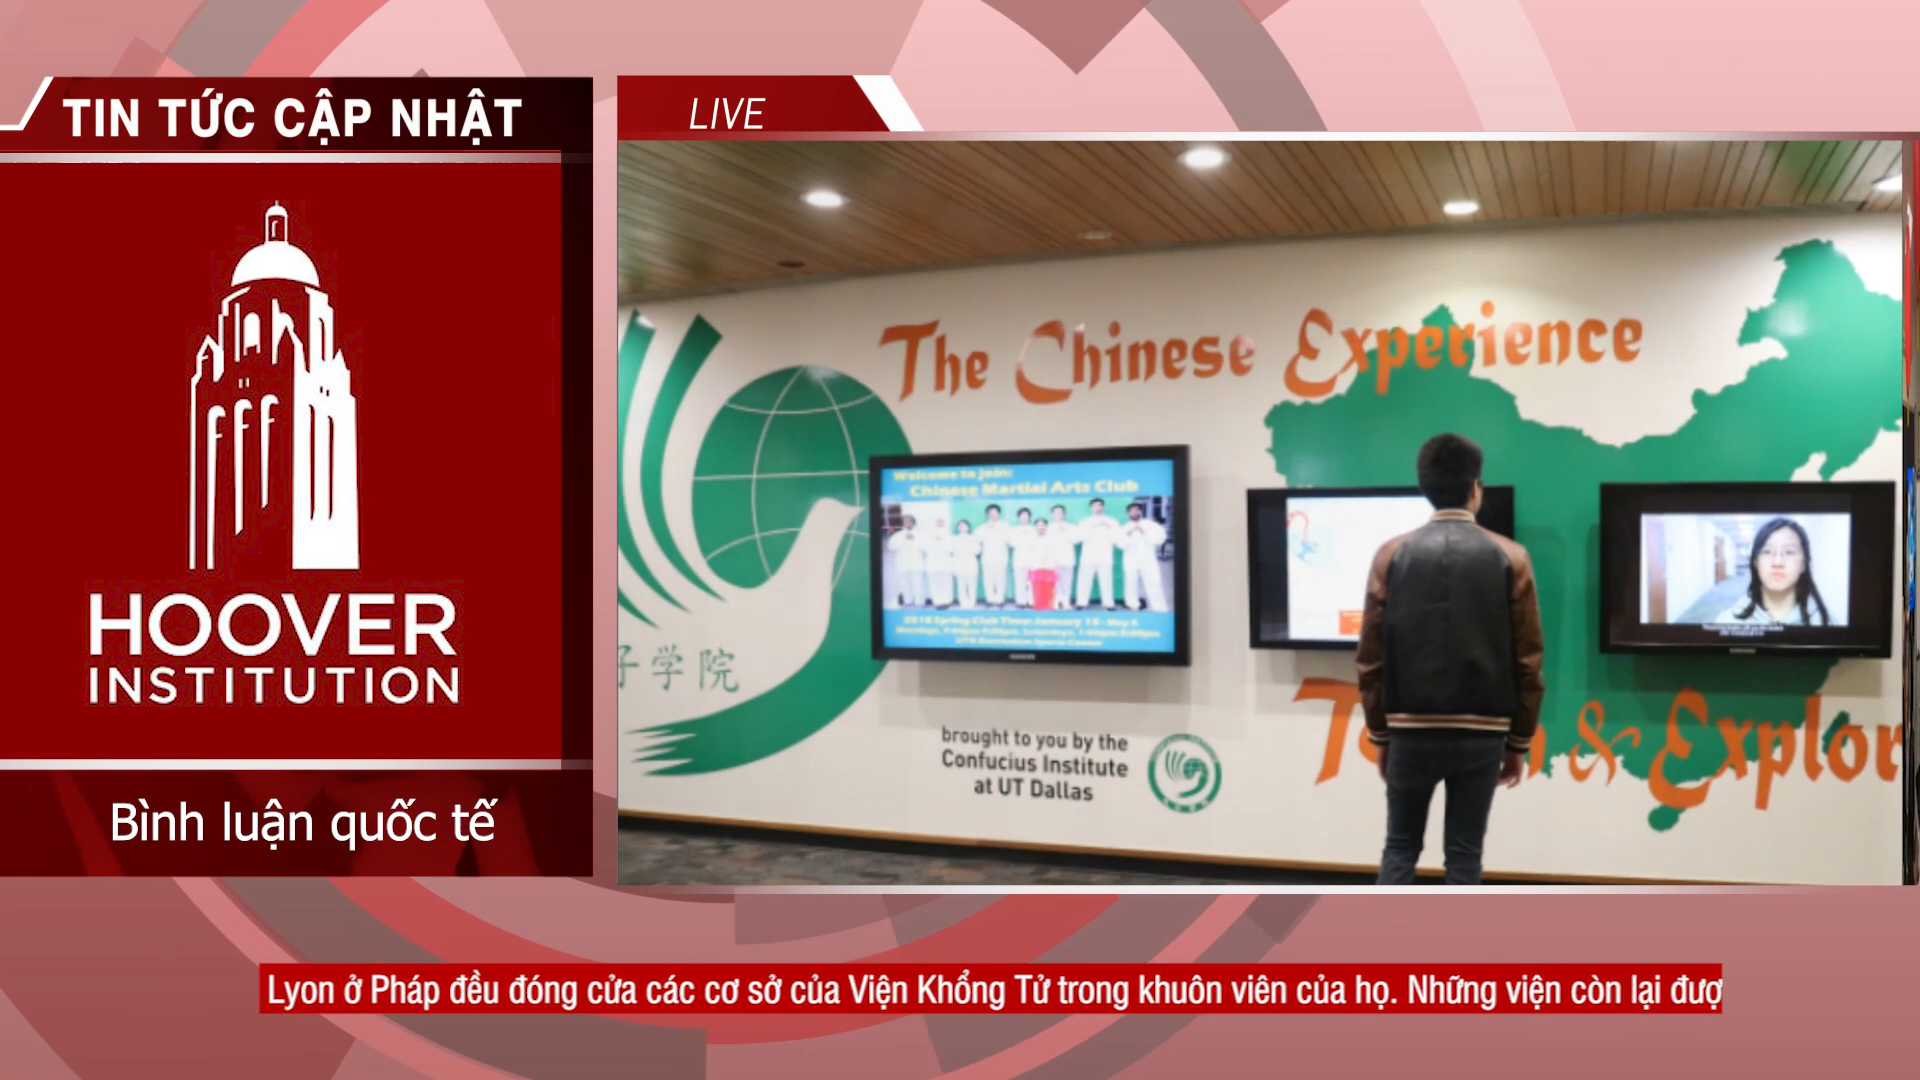 TIN TỨC CẬP NHẬT
HOOVER
INSTITUTION
Bình luận quốc tế
LIVE
The Chinese Experience
Welcome to join:
Chinese Martial Arts Club
子学院
brought to you by the
Confucius Institute
at UT Dallas
& Explor
Lyon ở Pháp đều đóng cửa các cơ sở của Viện Khổng Tử trong khuôn viên của họ. Những viện còn lại đượ